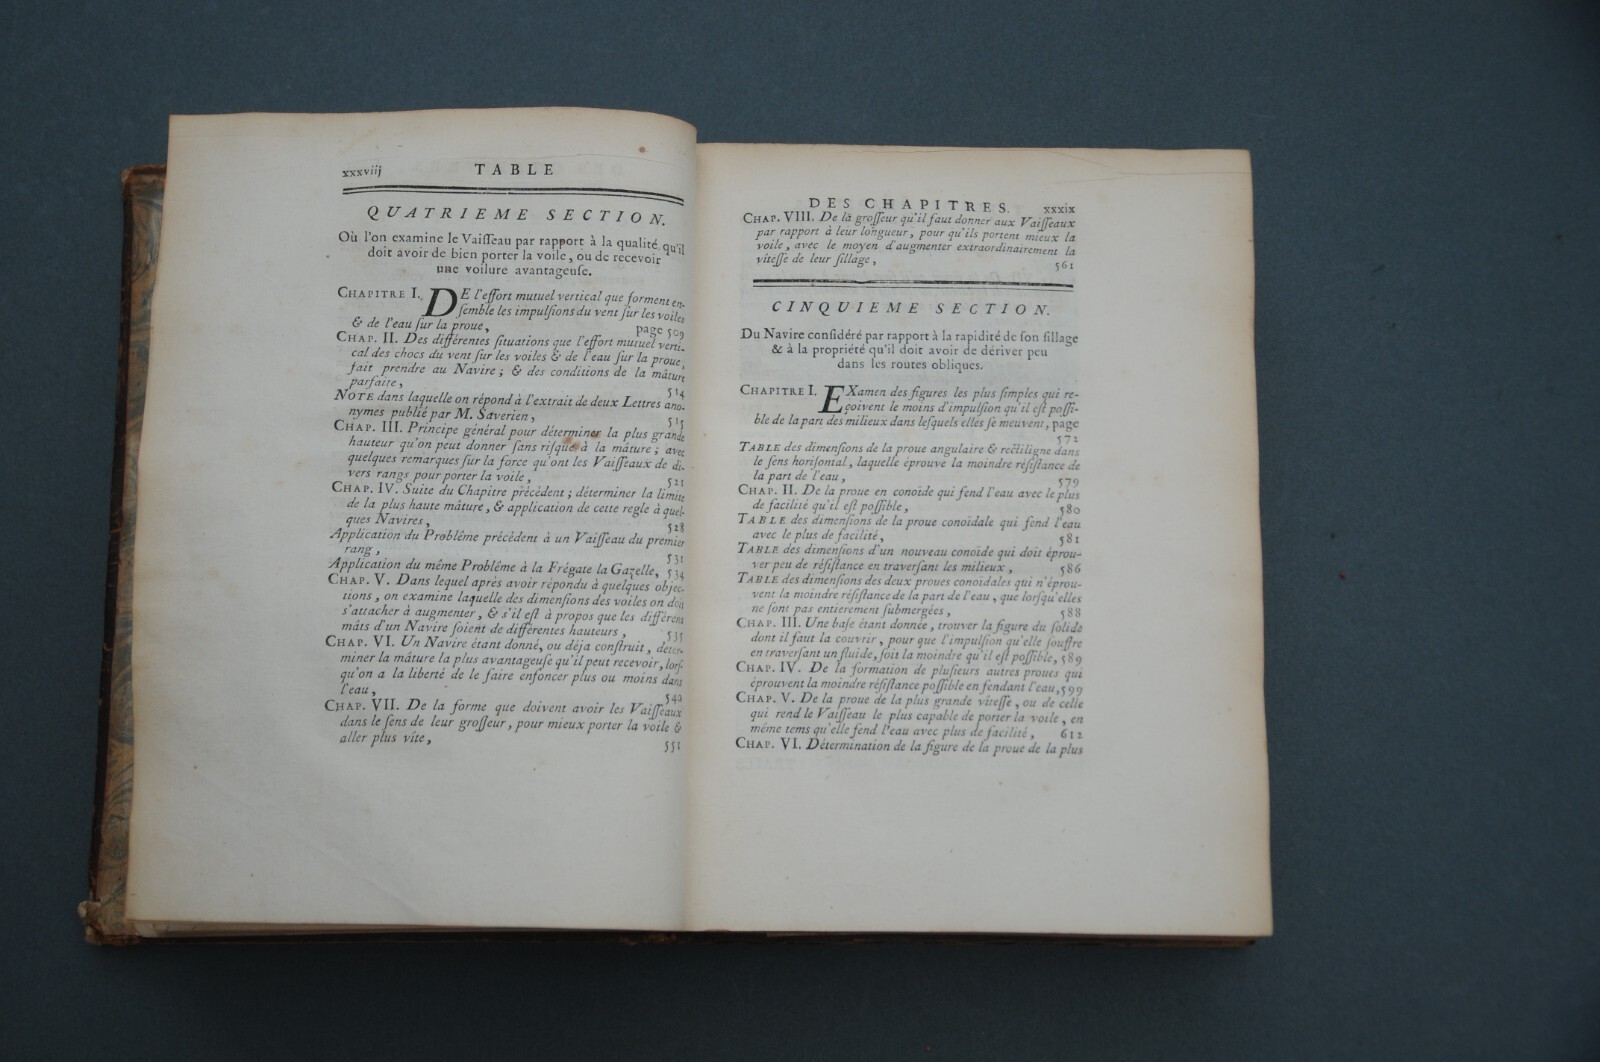 xxxviij TABLE
QUATRIEME SECTION.
Où l'on examine le Vaiſſeau par rapport à la qualité qu'il
doit avoir de bien porter la voile, ou de recevoir
une voilure avantageuſe.
CHAPITRE I. DE l'effort mutuel vertical que forment en-
ſemble les impulſions du vent ſur les voiles
& de l'eau ſur la proue, page 509
CHAP. II. Des différentes ſituations que l'effort mutuel verti-
cal des chocs du vent ſur les voiles & de l'eau ſur la proue,
fait prendre au Navire ; & des conditions de la mâture
parfaite, 514
NOTE dans laquelle on répond à l'extrait de deux Lettres ano-
nymes publié par M. Saverien, 515
CHAP. III. Principe général pour déterminer la plus grande
hauteur qu'on peut donner ſans riſque à la mâture ; avec
quelques remarques ſur la force qu'ont les Vaiſſeaux de di-
vers rangs pour porter la voile, 521
CHAP. IV. Suite du Chapitre précédent ; déterminer la limite
de la plus haute mâture, & application de cette regle à quel-
ques Navires, 528
Application du Problême précédent à un Vaiſſeau du premier
rang, 531
Application du même Problême à la Frégate la Gazelle, 534
CHAP. V. Dans lequel après avoir répondu à quelques objec-
tions, on examine laquelle des dimenſions des voiles on doit
s'attacher à augmenter, & s'il eſt à propos que les différens
mâts d'un Navire ſoient de différentes hauteurs, 535
CHAP. VI. Un Navire étant donné, ou déja conſtruit, déter-
miner la mâture la plus avantageuſe qu'il peut recevoir, lorſ-
qu'on a la liberté de le faire enfoncer plus ou moins dans
l'eau, 540
CHAP. VII. De la forme que doivent avoir les Vaiſſeaux
dans le ſens de leur groſſeur, pour mieux porter la voile &
aller plus vîte, 551
DES CHAPITRES. xxxix
CHAP. VIII. De la groſſeur qu'il faut donner aux Vaiſſeaux
par rapport à leur longueur, pour qu'ils portent mieux la
voile, avec le moyen d'augmenter extraordinairement la
viteſſe de leur ſillage, 561
CINQUIEME SECTION.
Du Navire conſidéré par rapport à la rapidité de ſon ſillage
& à la propriété qu'il doit avoir de dériver peu
dans les routes obliques.
CHAPITRE I. EXamen des figures les plus ſimples qui re-
çoivent le moins d'impulſion qu'il eſt poſſi-
ble de la part des milieux dans leſquels elles ſe meuvent, page
572
TABLE des dimenſions de la proue angulaire & rectiligne dans
le ſens horiſontal, laquelle éprouve la moindre réſiſtance de
la part de l'eau, 579
CHAP. II. De la proue en conoïde qui fend l'eau avec le plus
de facilité qu'il eſt poſſible, 580
TABLE des dimenſions de la proue conoïdale qui fend l'eau
avec le plus de facilité, 581
TABLE des dimenſions d'un nouveau conoïde qui doit éprou-
ver peu de réſiſtance en traverſant les milieux, 586
TABLE des dimenſions des deux proues conoïdales qui n'éprou-
vent la moindre réſiſtance de la part de l'eau, que lorſqu'elles
ne ſont pas entierement ſubmergées, 588
CHAP. III. Une baſe étant donnée, trouver la figure du ſolide
dont il faut la couvrir, pour que l'impulſion qu'elle ſouffre
en traverſant un fluide, ſoit la moindre qu'il eſt poſſible, 589
CHAP. IV. De la formation de pluſieurs autres proues qui
éprouvent la moindre réſiſtance poſſible en fendant l'eau, 599
CHAP. V. De la proue de la plus grande viteſſe, ou de celle
qui rend le Vaiſſeau le plus capable de porter la voile, en
même tems qu'elle fend l'eau avec plus de facilité, 612
CHAP. VI. Détermination de la figure de la proue de la plus